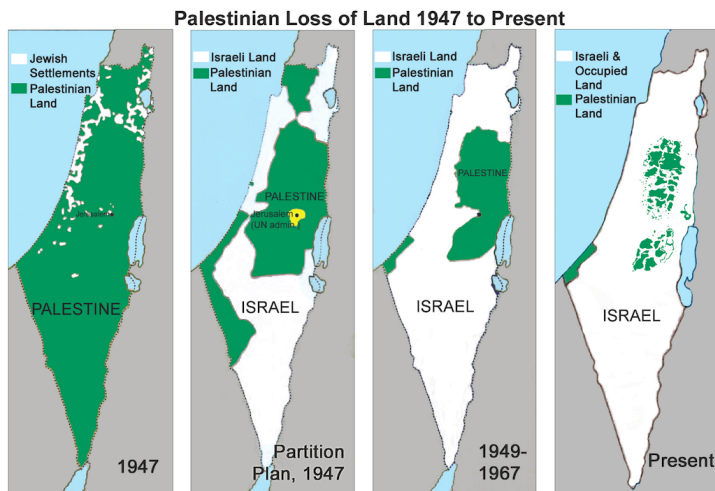 Palestinian Loss of Land 1947 to Present
Jewish
Settlements
Palestinian
Land
Jerusalem
PALESTINE
1947
Israeli Land
Palestinian
Land
PALESTINE
Jerusalem
(UN admin
ISRAEL
Partition
Plan, 1947
Israeli Land
Palestinian
Land
PALESTINE
ISRAEL
1949-
1967
Israeli &
Occupied
Land
Palestinian
Land
ISRAEL
Present